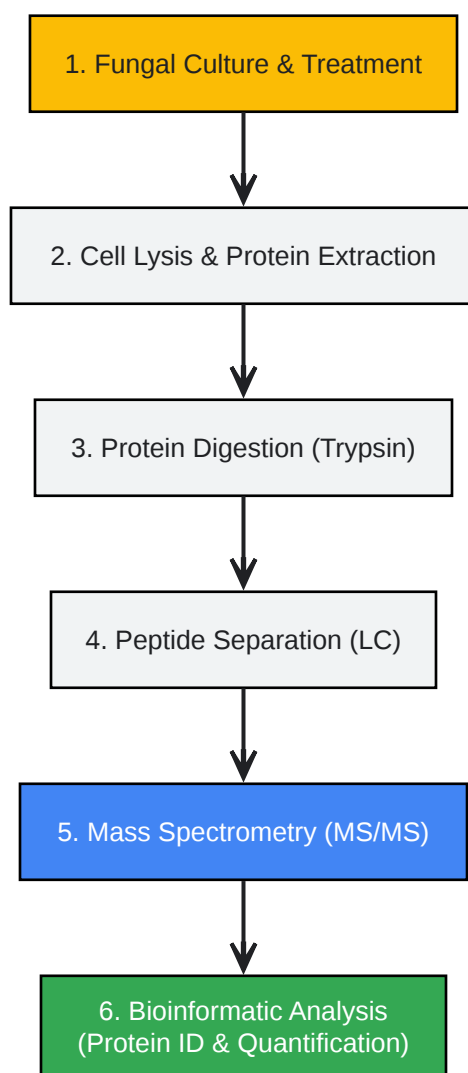 1. Fungal Culture & Treatment
2. Cell Lysis & Protein Extraction
3. Protein Digestion (Trypsin)
4. Peptide Separation (LC)
5. Mass Spectrometry (MS/MS)
6. Bioinformatic Analysis
(Protein ID & Quantification)